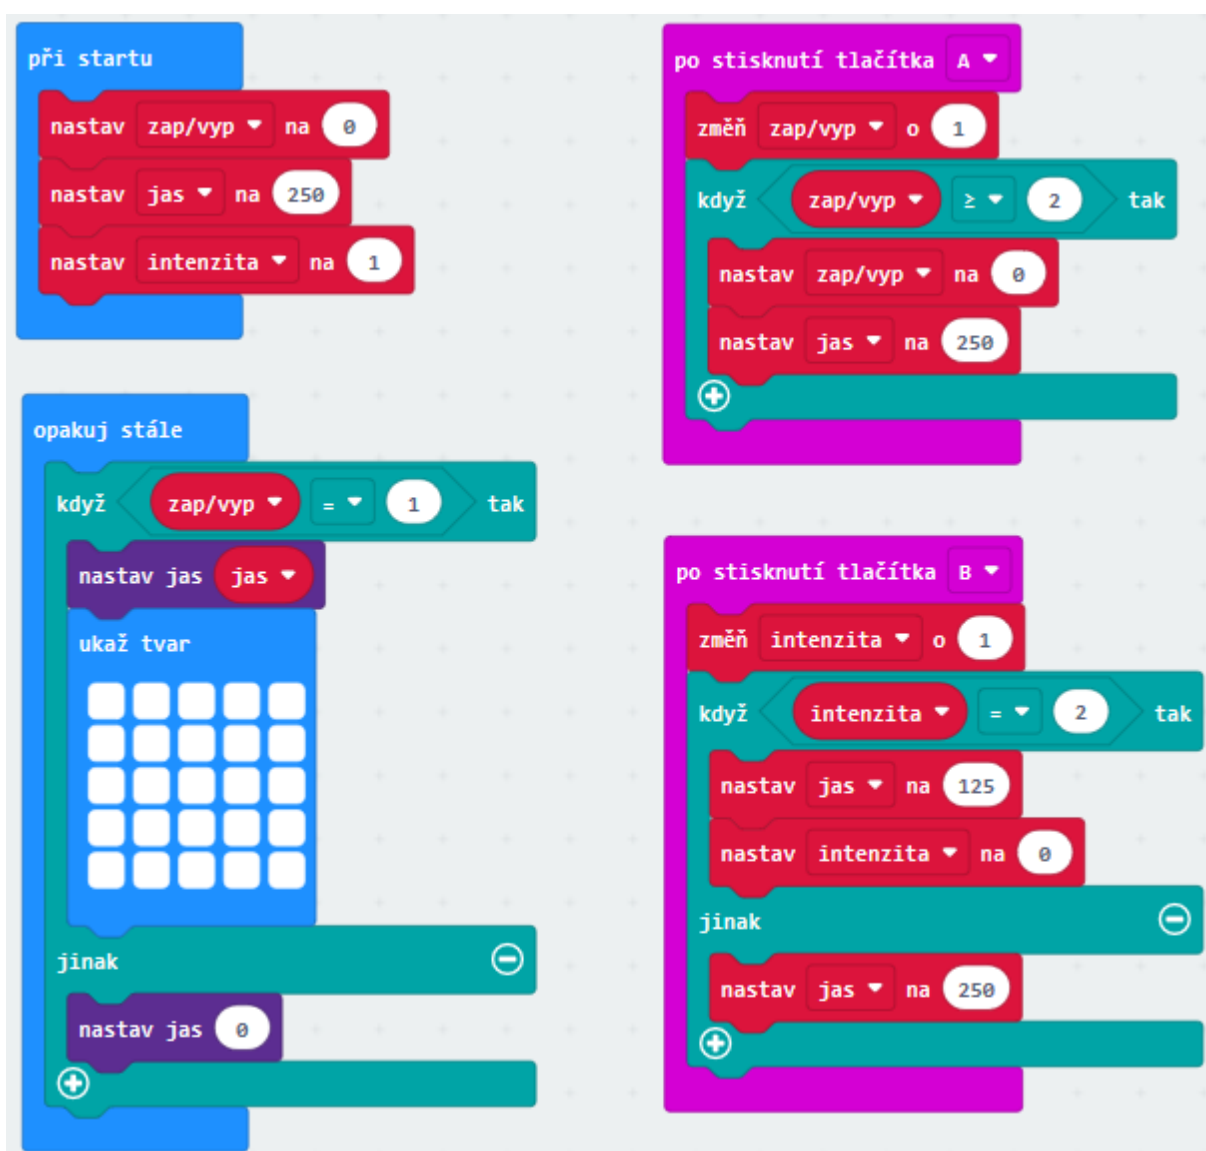 při startu
nastav zap/vyp na 0
nastav jas na 250
nastav intenzita na 1
opakuj stále
když zap/vyp = 1 tak
nastav jas jas
ukaž tvar
jinak
nastav jas 0
po stisknutí tlačítka A
změň zap/vyp o 1
když zap/vyp ≥ 2 tak
nastav zap/vyp na 0
nastav jas na 250
po stisknutí tlačítka B
změň intenzita o 1
když intenzita = 2 tak
nastav jas na 125
nastav intenzita na 0
jinak
nastav jas na 250